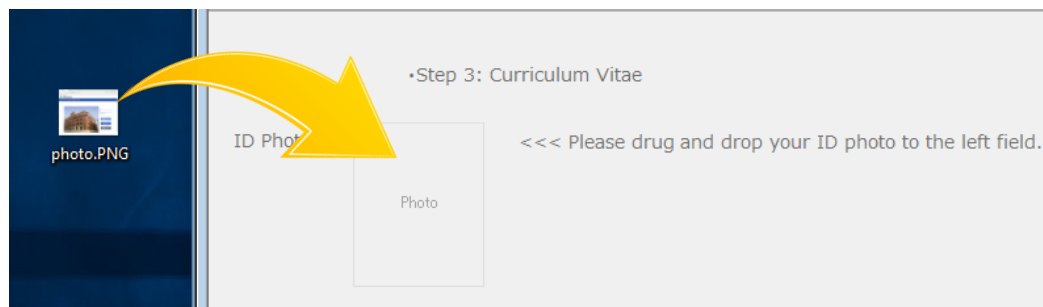 •Step 3: Curriculum Vitae
ID Phot
<<< Please drug and drop your ID photo to the left field.
photo.PNG
Photo